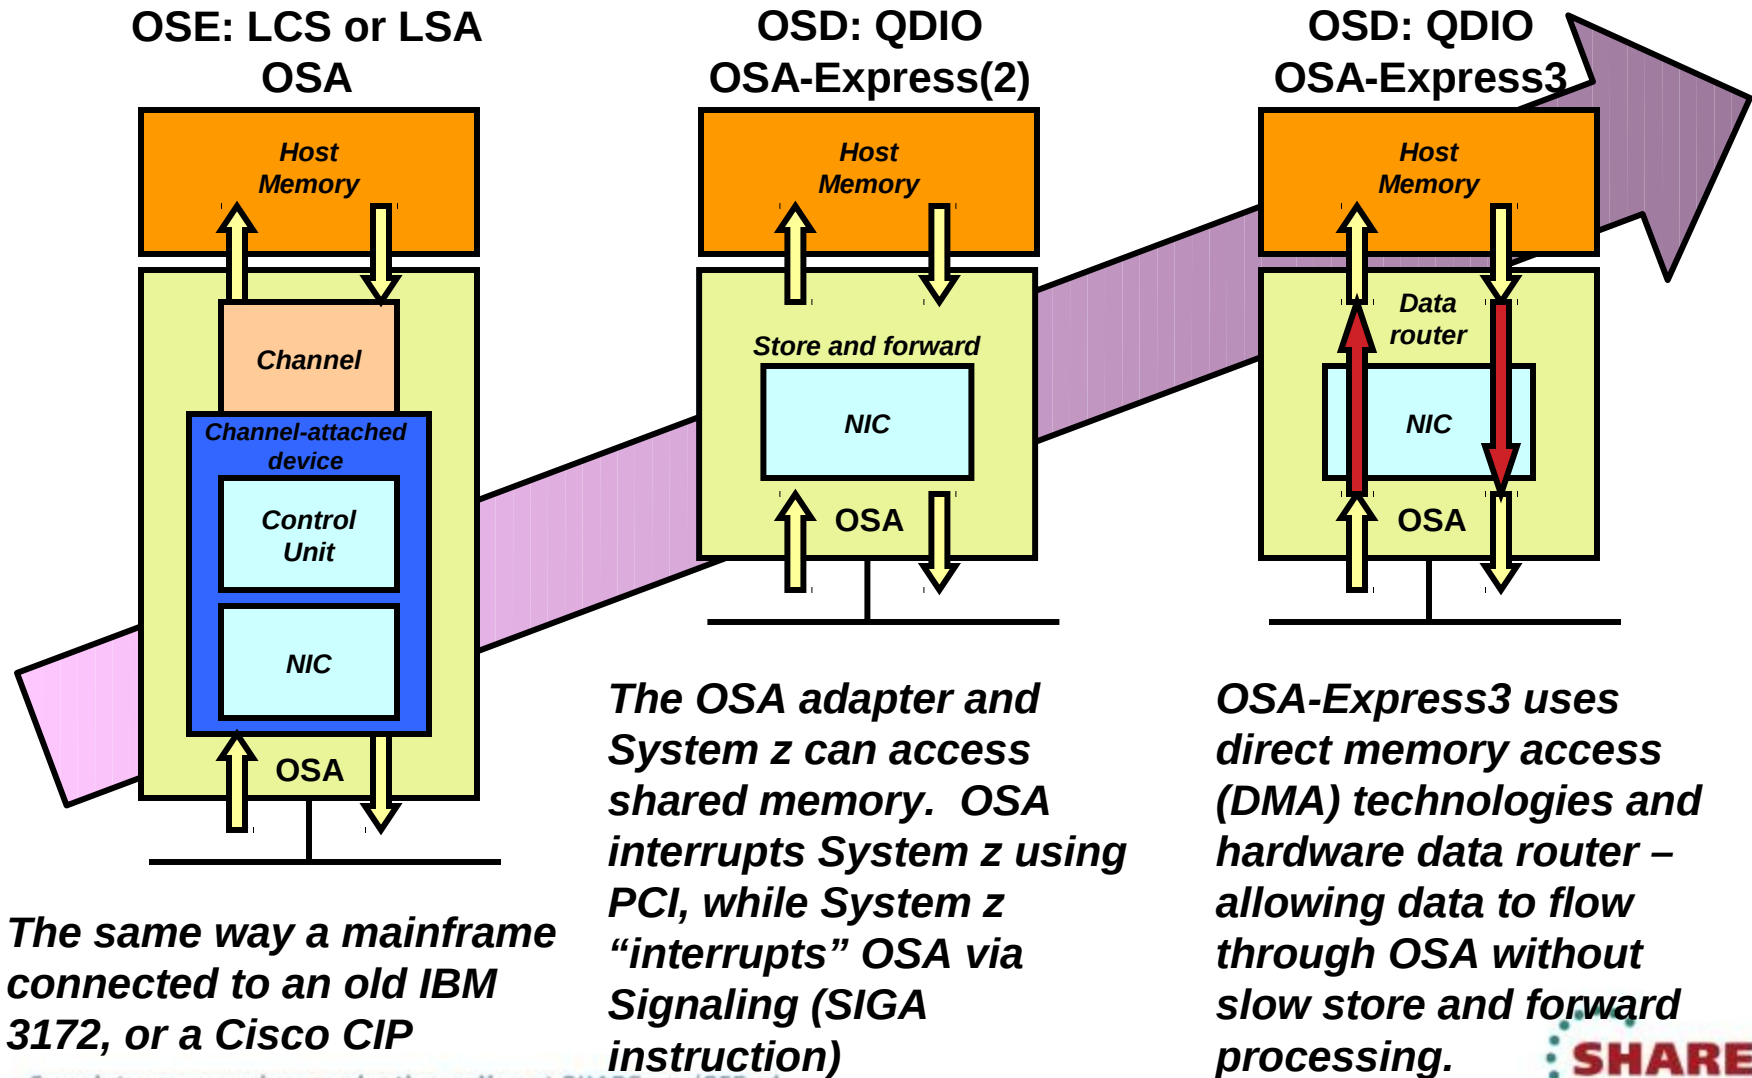 OSE: LCS or LSA
OSA
Host
Memory
Channel
Channel-attached
device
Control
Unit
NIC
OSA
The same way a mainframe
connected to an old IBM
3172, or a Cisco CIP
OSD: QDIO
OSA-Express(2)
Host
Memory
Store and forward
NIC
OSA
The OSA adapter and
System z can access
shared memory.  OSA
interrupts System z using
PCI, while System z
“interrupts” OSA via
Signaling (SIGA
instruction)
OSD: QDIO
OSA-Express3
Host
Memory
Data
router
NIC
OSA
OSA-Express3 uses
direct memory access
(DMA) technologies and
hardware data router –
allowing data to flow
through OSA without
slow store and forward
processing.
SHARE